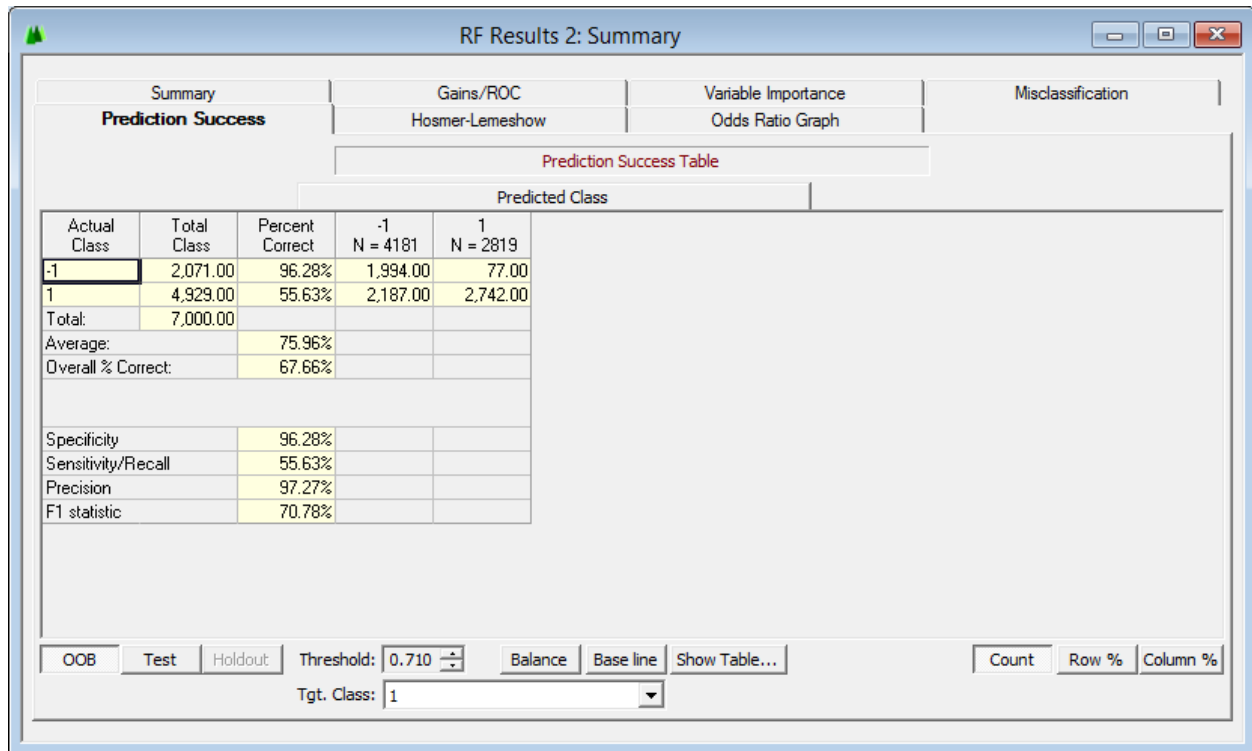 RF Results 2: Summary
Summary Gains/ROC Variable Importance Misclassification
Prediction Success Hosmer-Lemeshow Odds Ratio Graph
Prediction Success Table
Predicted Class
Actual Class Total Class Percent Correct -1 N = 4181 1 N = 2819
-1 2,071.00 96.28% 1,994.00 77.00
1 4,929.00 55.63% 2,187.00 2,742.00
Total: 7,000.00
Average: 75.96%
Overall % Correct: 67.66%
Specificity 96.28%
Sensitivity/Recall 55.63%
Precision 97.27%
F1 statistic 70.78%
OOB Test Holdout Threshold: 0.710 Balance Base line Show Table... Count Row % Column %
Tgt. Class: 1